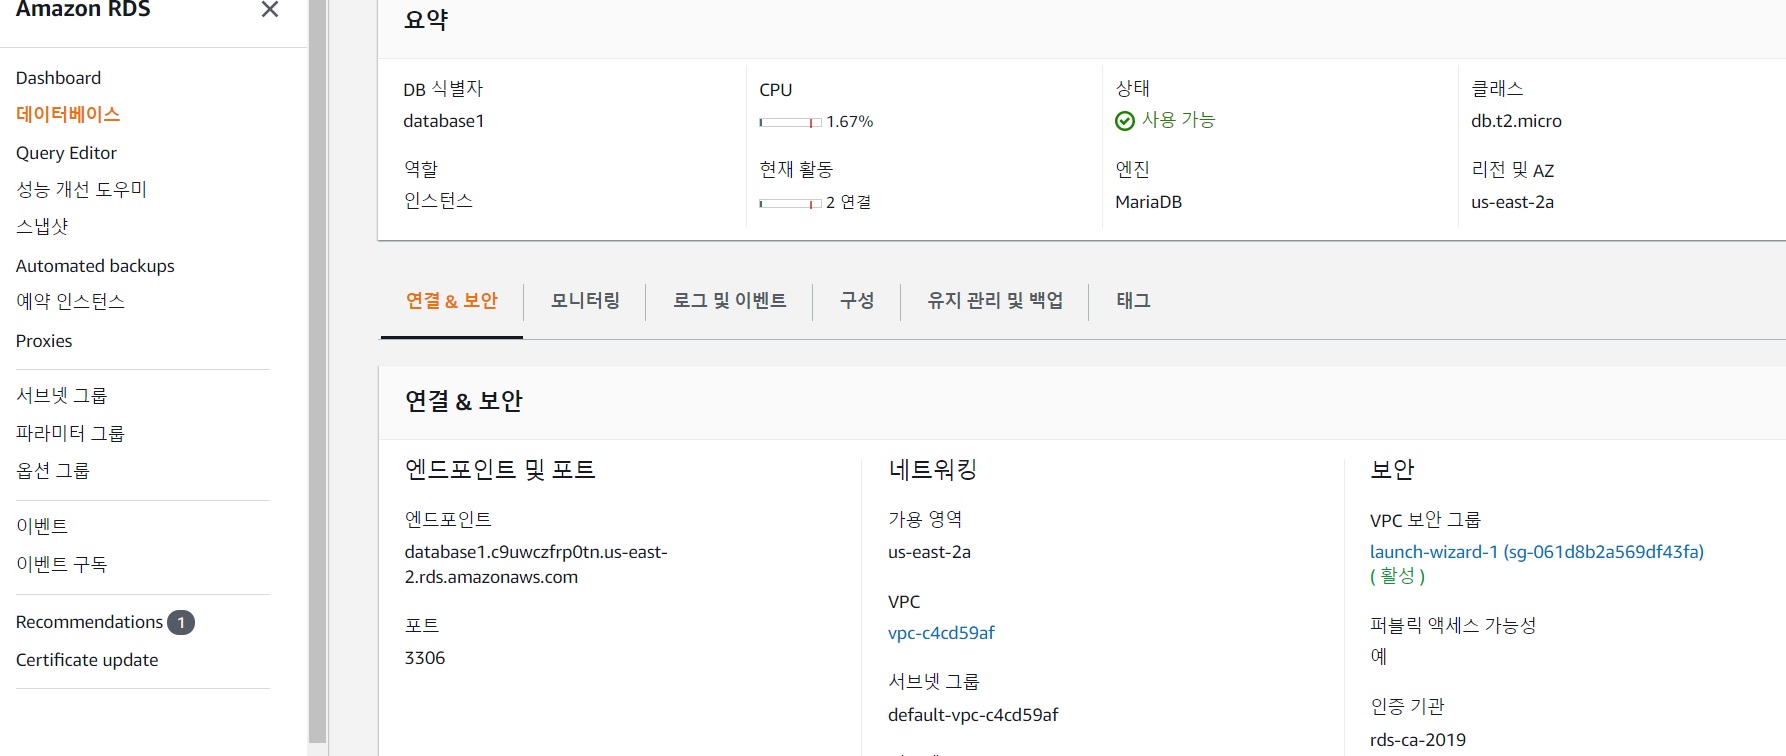 Amazon RDS
Dashboard
데이터베이스
Query Editor
성능 개선 도우미
스냅샷
Automated backups
예약 인스턴스
Proxies
서브넷 그룹
파라미터 그룹
옵션 그룹
이벤트
이벤트 구독
Recommendations 1
Certificate update
요약
DB 식별자
database1
역할
인스턴스
CPU
1.67%
현재 활동
2 연결
상태
사용 가능
엔진
MariaDB
클래스
db.t2.micro
리전 및 AZ
us-east-2a
연결 & 보안
모니터링
로그 및 이벤트
구성
유지 관리 및 백업
태그
연결 & 보안
엔드포인트 및 포트
엔드포인트
database1.c9uwczfrp0tn.us-east-
2.rds.amazonaws.com
포트
3306
네트워킹
가용 영역
us-east-2a
VPC
vpc-c4cd59af
서브넷 그룹
default-vpc-c4cd59af
보안
VPC 보안 그룹
launch-wizard-1 (sg-061d8b2a569df43fa)
( 활성 )
퍼블릭 액세스 가능성
예
인증 기관
rds-ca-2019